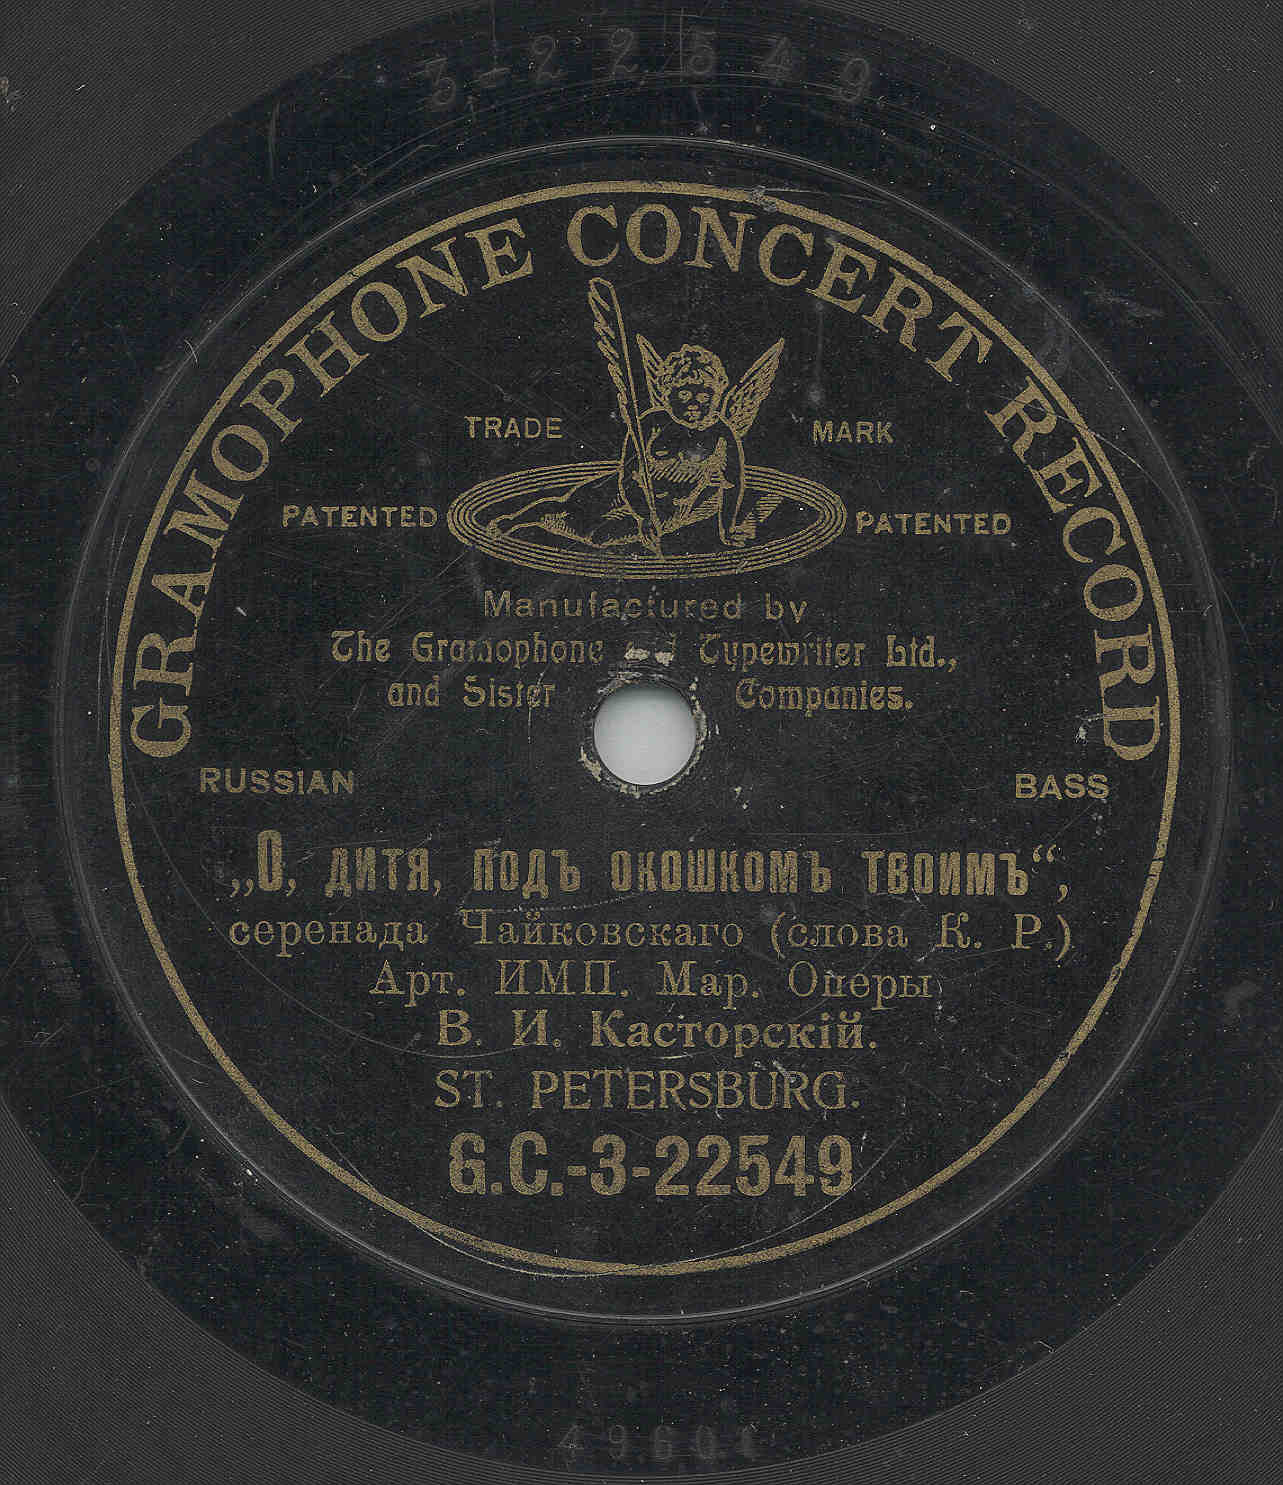 3-22549
GRAMOPHONE CONCERT RECORD
TRADE MARK
PATENTED PATENTED
Manufactured by
The Gramophone and Typewriter Ltd.,
and Sister Companies.
RUSSIAN BASS
„О, дитя, подъ окошкомъ твоимъ“,
серенада Чайковскаго (слова К. Р.)
Арт. ИМП. Мар. Оперы
В. И. Касторскій.
ST. PETERSBURG.
G.C.-3-22549